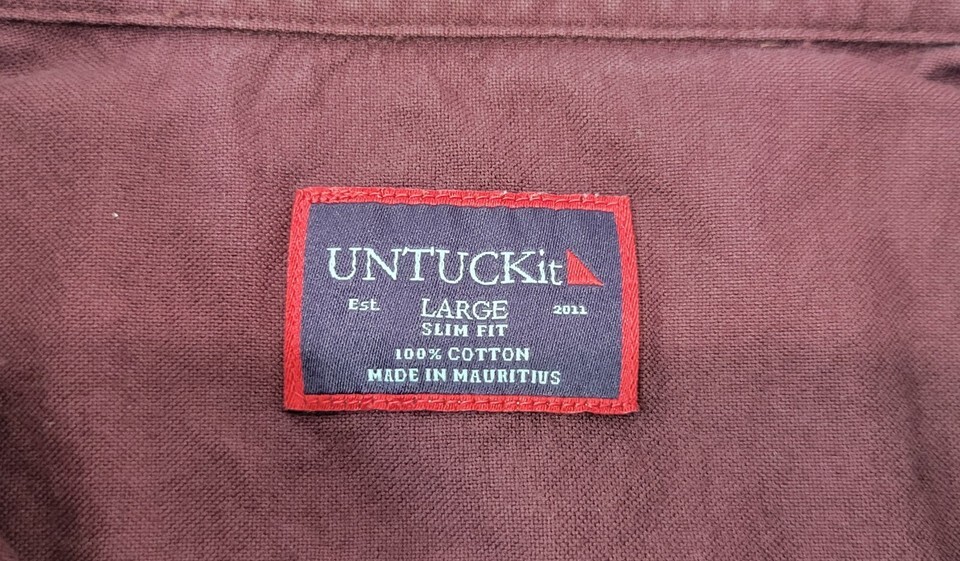 UNTUCKit
Est. LARGE 2011
SLIM FIT
100% COTTON
MADE IN MAURITIUS